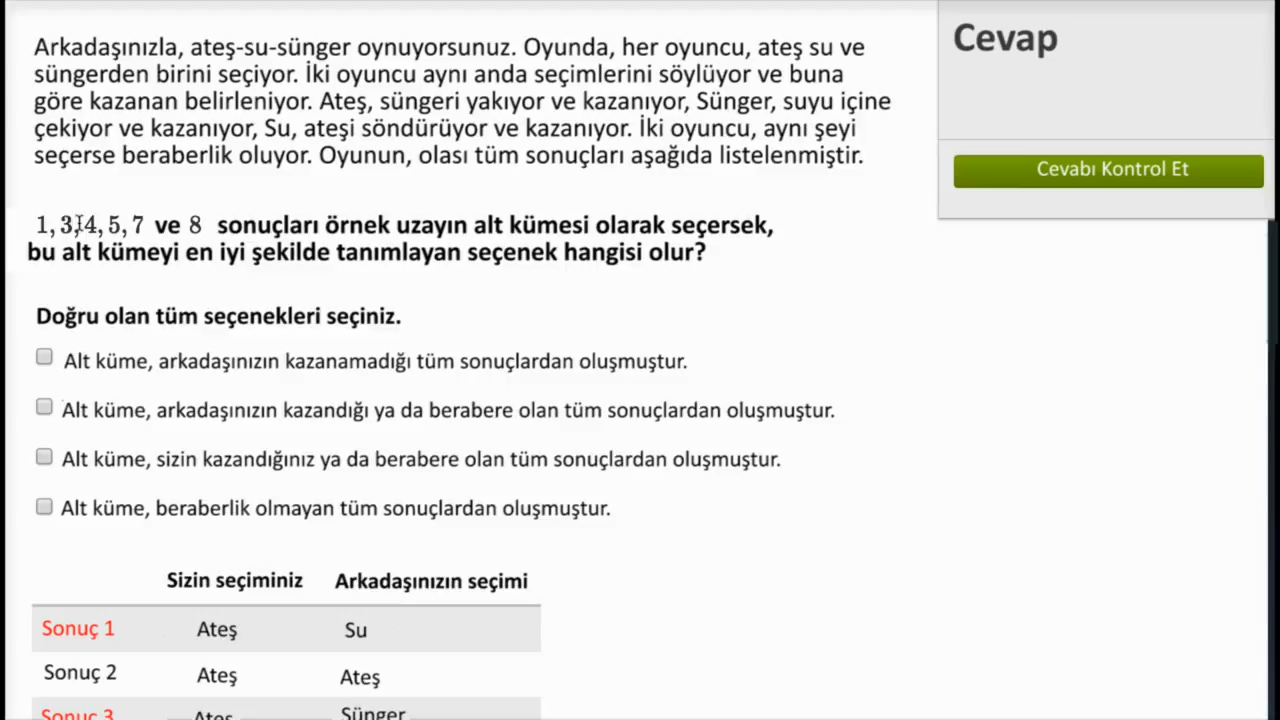 Arkadaşınızla, ateş-su-sünger oynuyorsunuz. Oyunda, her oyuncu, ateş su ve
süngerden birini seçiyor. İki oyuncu aynı anda seçimlerini söylüyor ve buna
göre kazanan belirleniyor. Ateş, süngeri yakıyor ve kazanıyor, Sünger, suyu içine
çekiyor ve kazanıyor, Su, ateşi söndürüyor ve kazanıyor. İki oyuncu, aynı şeyi
seçerse beraberlik oluyor. Oyunun, olası tüm sonuçları aşağıda listelenmiştir.
1, 3, 4, 5, 7 ve 8 sonuçları örnek uzayın alt kümesi olarak seçersek,
bu alt kümeyi en iyi şekilde tanımlayan seçenek hangisi olur?
Doğru olan tüm seçenekleri seçiniz.
Alt küme, arkadaşınızın kazanamadığı tüm sonuçlardan oluşmuştur.
Alt küme, arkadaşınızın kazandığı ya da berabere olan tüm sonuçlardan oluşmuştur.
Alt küme, sizin kazandığınız ya da berabere olan tüm sonuçlardan oluşmuştur.
Alt küme, beraberlik olmayan tüm sonuçlardan oluşmuştur.
Sizin seçiminiz Arkadaşınızın seçimi
Sonuç 1 Ateş Su
Sonuç 2 Ateş Ateş
Sonuç 3 Ateş Sünger
Cevap
Cevabı Kontrol Et